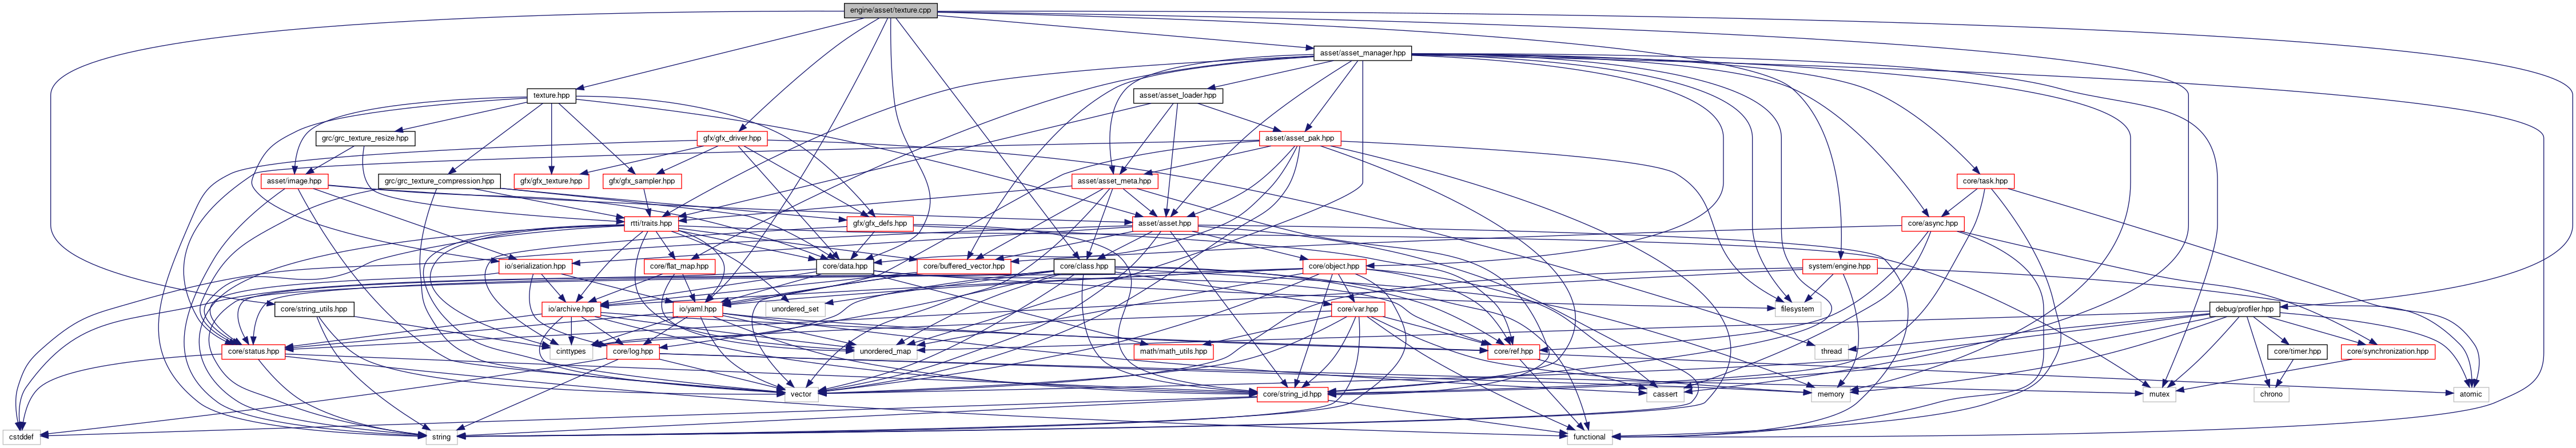 engine/asset/texture.cpp
asset/asset_manager.hpp
texture.hpp
asset/asset_loader.hpp
grc/grc_texture_resize.hpp
gfx/gfx_driver.hpp
asset/asset_pak.hpp
asset/image.hpp
grc/grc_texture_compression.hpp
gfx/gfx_texture.hpp
gfx/gfx_sampler.hpp
asset/asset_meta.hpp
core/task.hpp
rtti/traits.hpp
gfx/gfx_defs.hpp
asset/asset.hpp
core/async.hpp
io/serialization.hpp
core/flat_map.hpp
core/data.hpp
core/buffered_vector.hpp
core/class.hpp
core/object.hpp
system/engine.hpp
core/string_utils.hpp
io/archive.hpp
io/yaml.hpp
unordered_set
core/var.hpp
filesystem
debug/profiler.hpp
core/status.hpp
cinttypes
core/log.hpp
unordered_map
math/math_utils.hpp
core/ref.hpp
thread
core/timer.hpp
core/synchronization.hpp
vector
core/string_id.hpp
cassert
memory
mutex
chrono
atomic
cstddef
string
functional